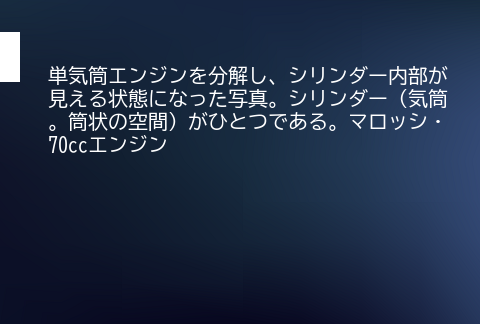 単気筒エンジンを分解し、シリンダー内部が
見える状態になった写真。シリンダー（気筒
。筒状の空間）がひとつである。マロッシ・
70ccエンジン